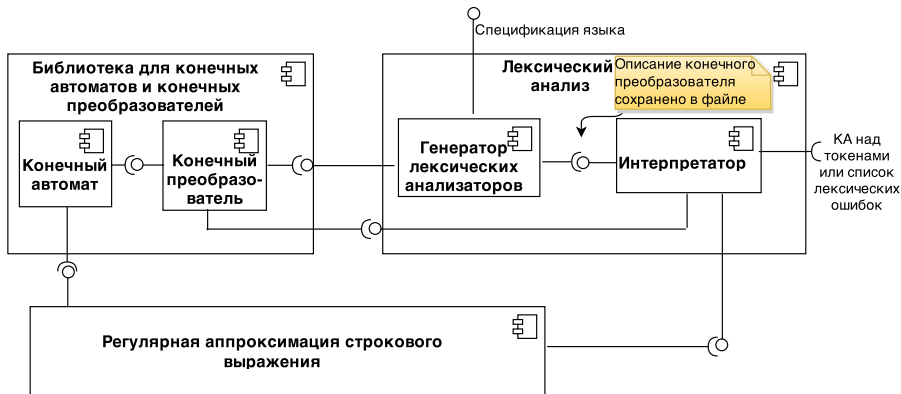 Спецификация языка
Библиотека для конечных
автоматов и конечных
преобразователей
Конечный
автомат
Конечный
преобразо-
ватель
Лексический
анализ
Описание конечного
преобразователя
сохранено в файле
Генератор
лексических
анализаторов
Интерпретатор
КА над
токенами
или список
лексических
ошибок
Регулярная аппроксимация строкового
выражения